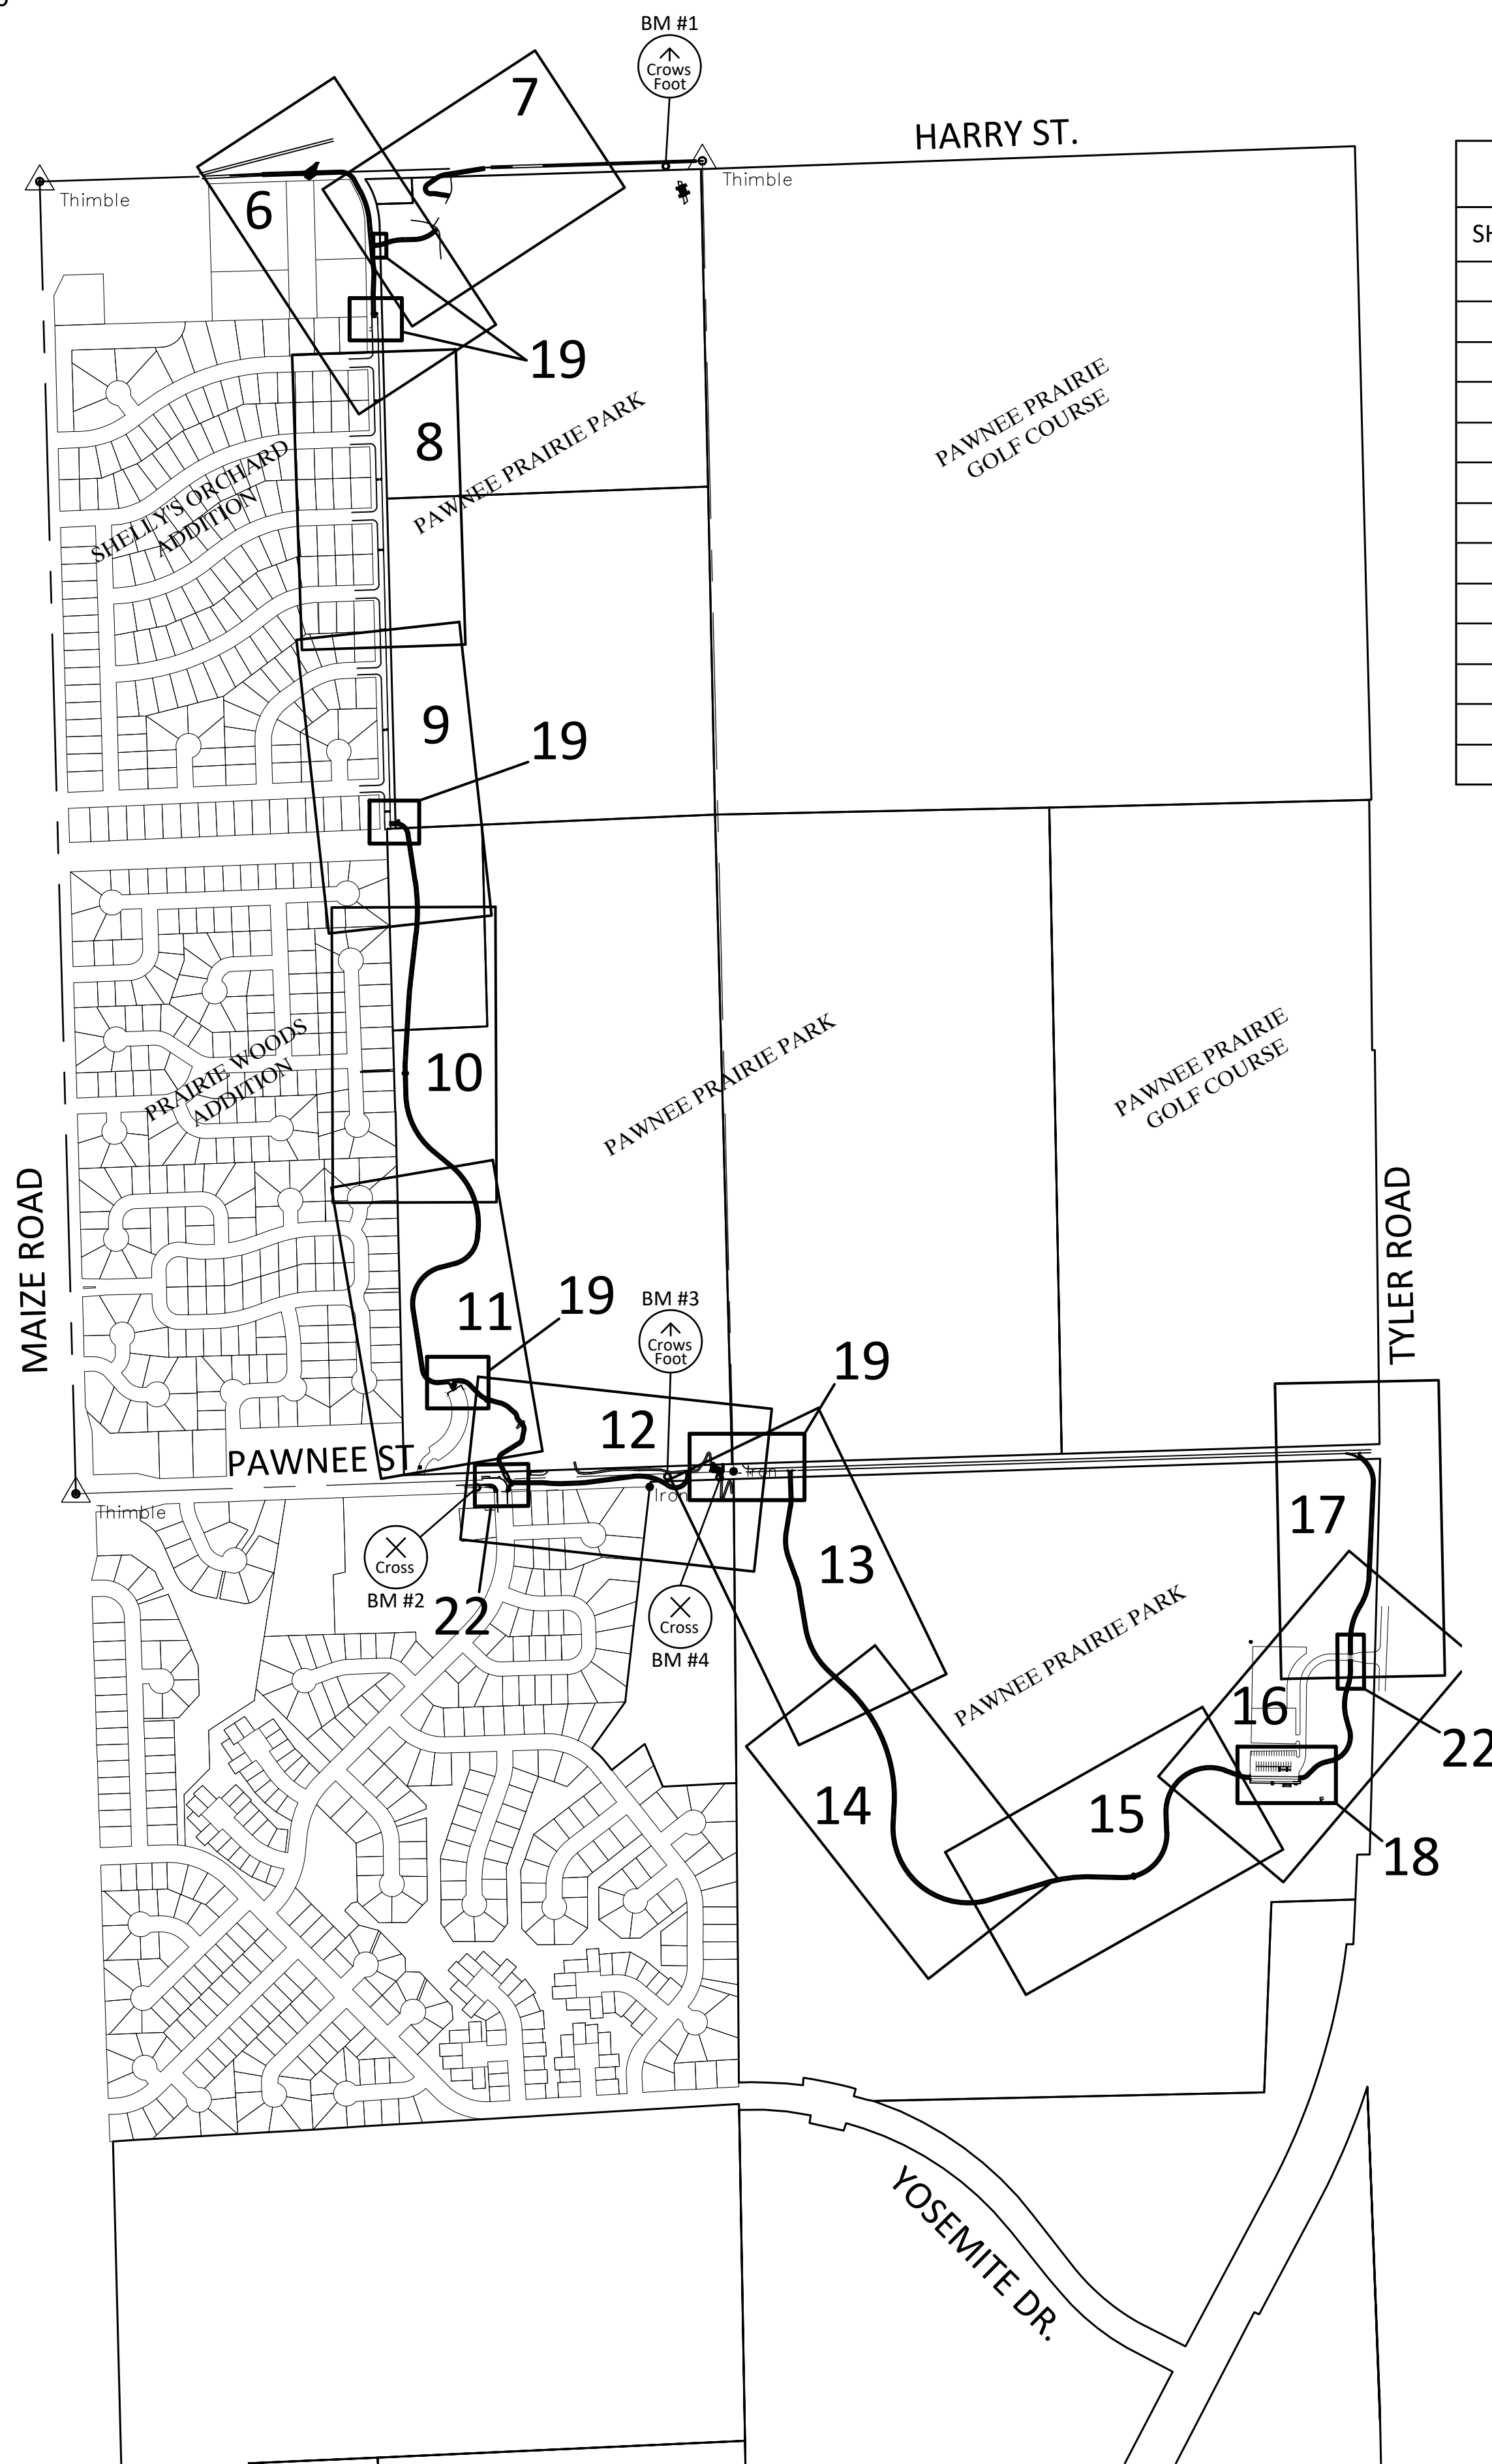 BM #1
Crows
Foot
7
HARRY ST.
Thimble
Thimble
6
SH
19
8
PAWNEE PRAIRIE PARK
PAWNEE PRAIRIE
GOLF COURSE
SHELLY'S ORCHARD
ADDITION
9
19
10
PRAIRIE WOODS
ADDITION
PAWNEE PRAIRIE PARK
PAWNEE PRAIRIE
GOLF COURSE
MAIZE ROAD
TYLER ROAD
11
19
BM #3
Crows
Foot
19
12
PAWNEE ST.
Iron
Iron
Thimble
17
13
Cross
BM #2
22
Cross
BM #4
PAWNEE PRAIRIE PARK
16
22
14
15
18
YOSEMITE DR.